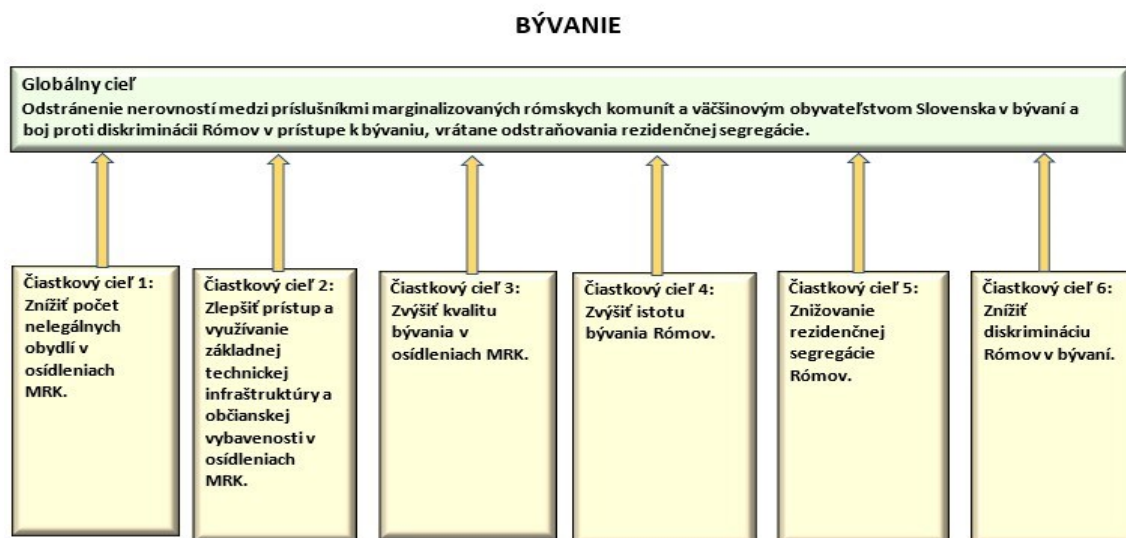 BÝVANIE
Globálny cieľ
Odstránenie nerovností medzi príslušníkmi marginalizovaných rómskych komunít a väčšinovým obyvateľstvom Slovenska v bývaní a
boj proti diskriminácii Rómov v prístupe k bývaniu, vrátane odstraňovania rezidenčnej segregácie.
Čiastkový cieľ 1:
Znížiť počet
nelegálnych
obydlí v
osídleniach
MRK.
Čiastkový cieľ 2:
Zlepšiť prístup a
využívanie
základnej
technickej
infraštruktúry a
občianskej
vybavenosti v
osídleniach
MRK.
Čiastkový cieľ 3:
Zvýšiť kvalitu
bývania v
osídleniach MRK.
Čiastkový cieľ 4:
Zvýšiť istotu
bývania Rómov.
Čiastkový cieľ 5:
Znižovanie
rezidenčnej
segregácie
Rómov.
Čiastkový cieľ 6:
Znížiť
diskrimináciu
Rómov v bývaní.